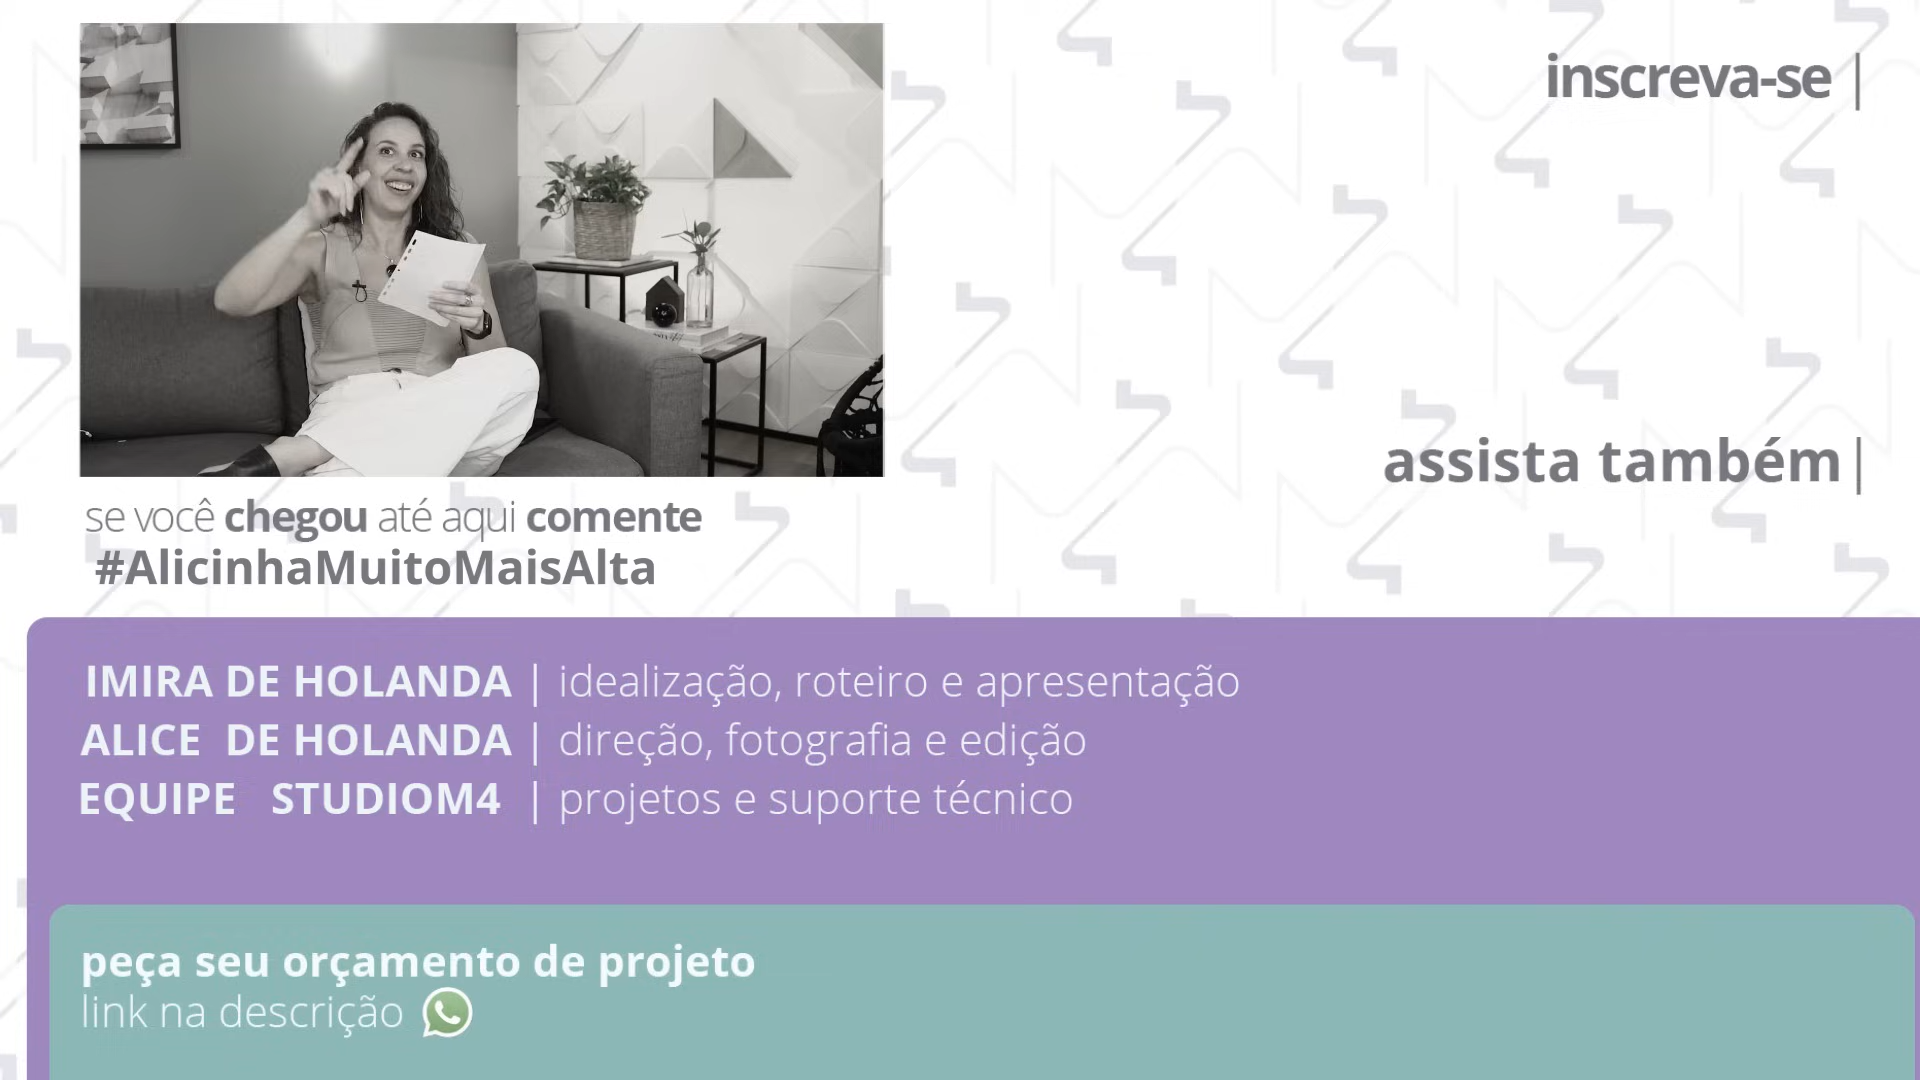 inscreva-se |
assista também|
se você chegou até aqui comente
#AlicinhaMuitoMaisAlta
IMIRA DE HOLANDA | idealização, roteiro e apresentação
ALICE DE HOLANDA | direção, fotografia e edição
EQUIPE STUDIOM4 | projetos e suporte técnico
peça seu orçamento de projeto
link na descrição